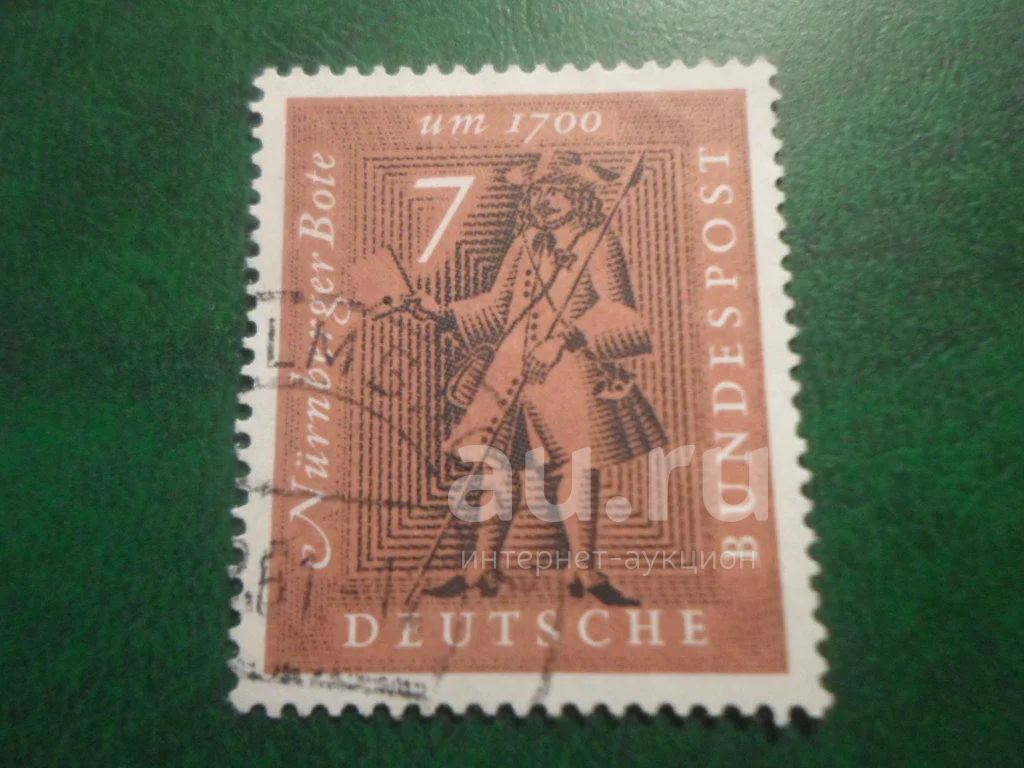 um 1700
Nürnberger Bote
7
BUNDESPOST
DEUTSCHE
au.ru
интернет-аукцион